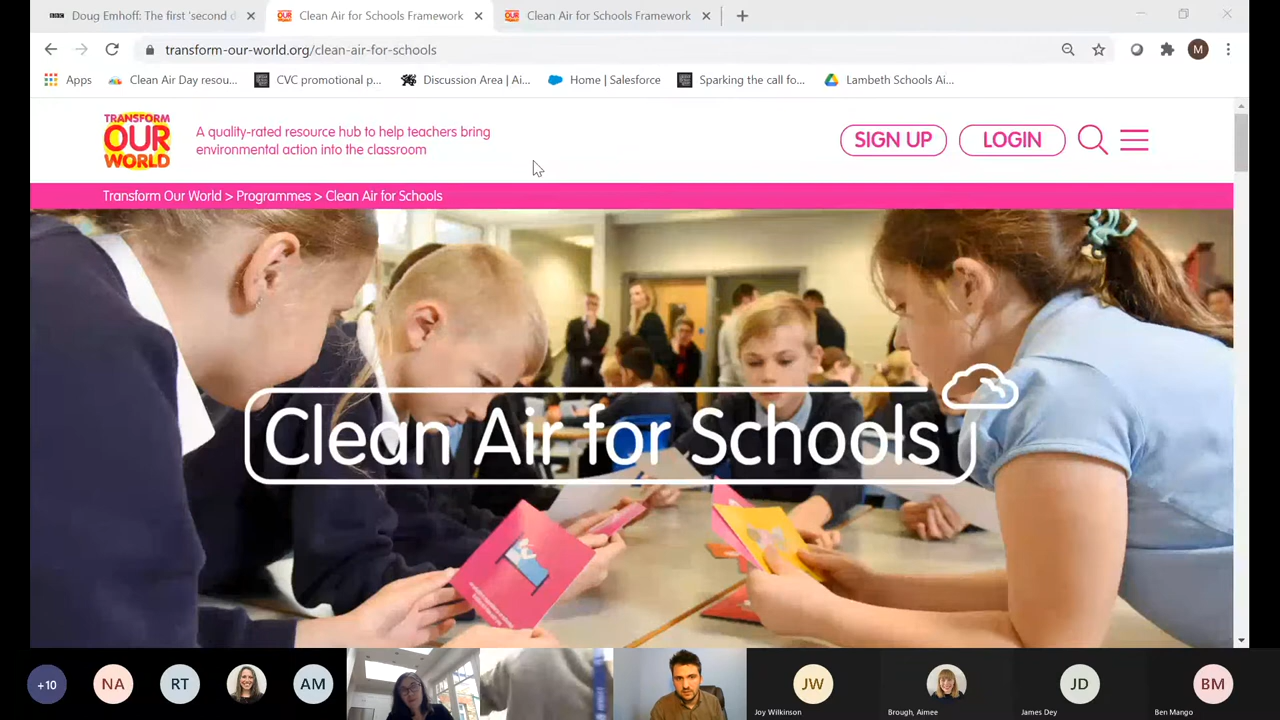 BBC
Doug Emhoff: The first 'second d
Clean Air for Schools Framework
Clean Air for Schools Framework
transform-our-world.org/clean-air-for-schools
M
Apps
Clean Air Day resou...
CVC promotional p...
Discussion Area | Ai...
Home | Salesforce
Sparking the call fo...
Lambeth Schools Ai...
TRANSFORM
OUR
WORLD
A quality-rated resource hub to help teachers bring
environmental action into the classroom
SIGN UP
LOGIN
Transform Our World > Programmes > Clean Air for Schools
Clean Air for Schools
+10
NA
RT
AM
JW
JD
BM
Joy Wilkinson
Brough, Aimee
James Dey
Ben Mango